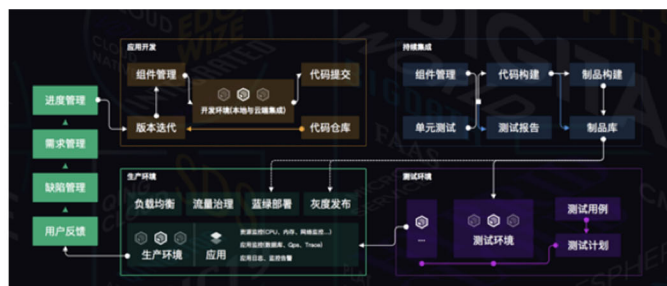 应用开发
持续集成
组件管理
代码提交
开发环境(本地与云端集成)
版本迭代
代码仓库
组件管理
代码构建
制品构建
单元测试
测试报告
制品库
进度管理
需求管理
缺陷管理
用户反馈
生产环境
负载均衡
流量治理
蓝绿部署
灰度发布
生产环境
应用
资源监控(CPU、内存、网络监控...)
应用监控(数据库、Qps、Trace)
应用日志、监控告警
测试环境
...
测试环境
测试用例
测试计划